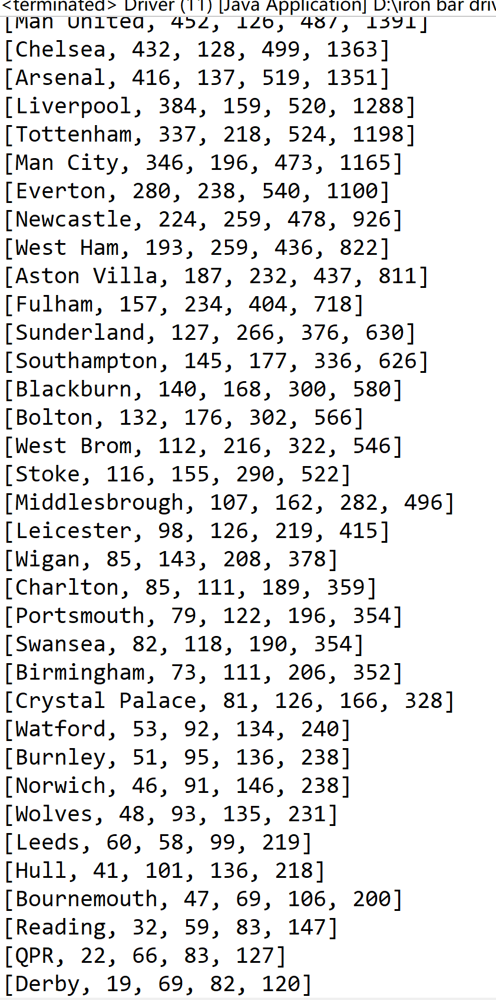 <terminated> Driver (11) [Java Application] D:\iron bar driv
[Man United, 452, 126, 487, 1391]
[Chelsea, 432, 128, 499, 1363]
[Arsenal, 416, 137, 519, 1351]
[Liverpool, 384, 159, 520, 1288]
[Tottenham, 337, 218, 524, 1198]
[Man City, 346, 196, 473, 1165]
[Everton, 280, 238, 540, 1100]
[Newcastle, 224, 259, 478, 926]
[West Ham, 193, 259, 436, 822]
[Aston Villa, 187, 232, 437, 811]
[Fulham, 157, 234, 404, 718]
[Sunderland, 127, 266, 376, 630]
[Southampton, 145, 177, 336, 626]
[Blackburn, 140, 168, 300, 580]
[Bolton, 132, 176, 302, 566]
[West Brom, 112, 216, 322, 546]
[Stoke, 116, 155, 290, 522]
[Middlesbrough, 107, 162, 282, 496]
[Leicester, 98, 126, 219, 415]
[Wigan, 85, 143, 208, 378]
[Charlton, 85, 111, 189, 359]
[Portsmouth, 79, 122, 196, 354]
[Swansea, 82, 118, 190, 354]
[Birmingham, 73, 111, 206, 352]
[Crystal Palace, 81, 126, 166, 328]
[Watford, 53, 92, 134, 240]
[Burnley, 51, 95, 136, 238]
[Norwich, 46, 91, 146, 238]
[Wolves, 48, 93, 135, 231]
[Leeds, 60, 58, 99, 219]
[Hull, 41, 101, 136, 218]
[Bournemouth, 47, 69, 106, 200]
[Reading, 32, 59, 83, 147]
[QPR, 22, 66, 83, 127]
[Derby, 19, 69, 82, 120]